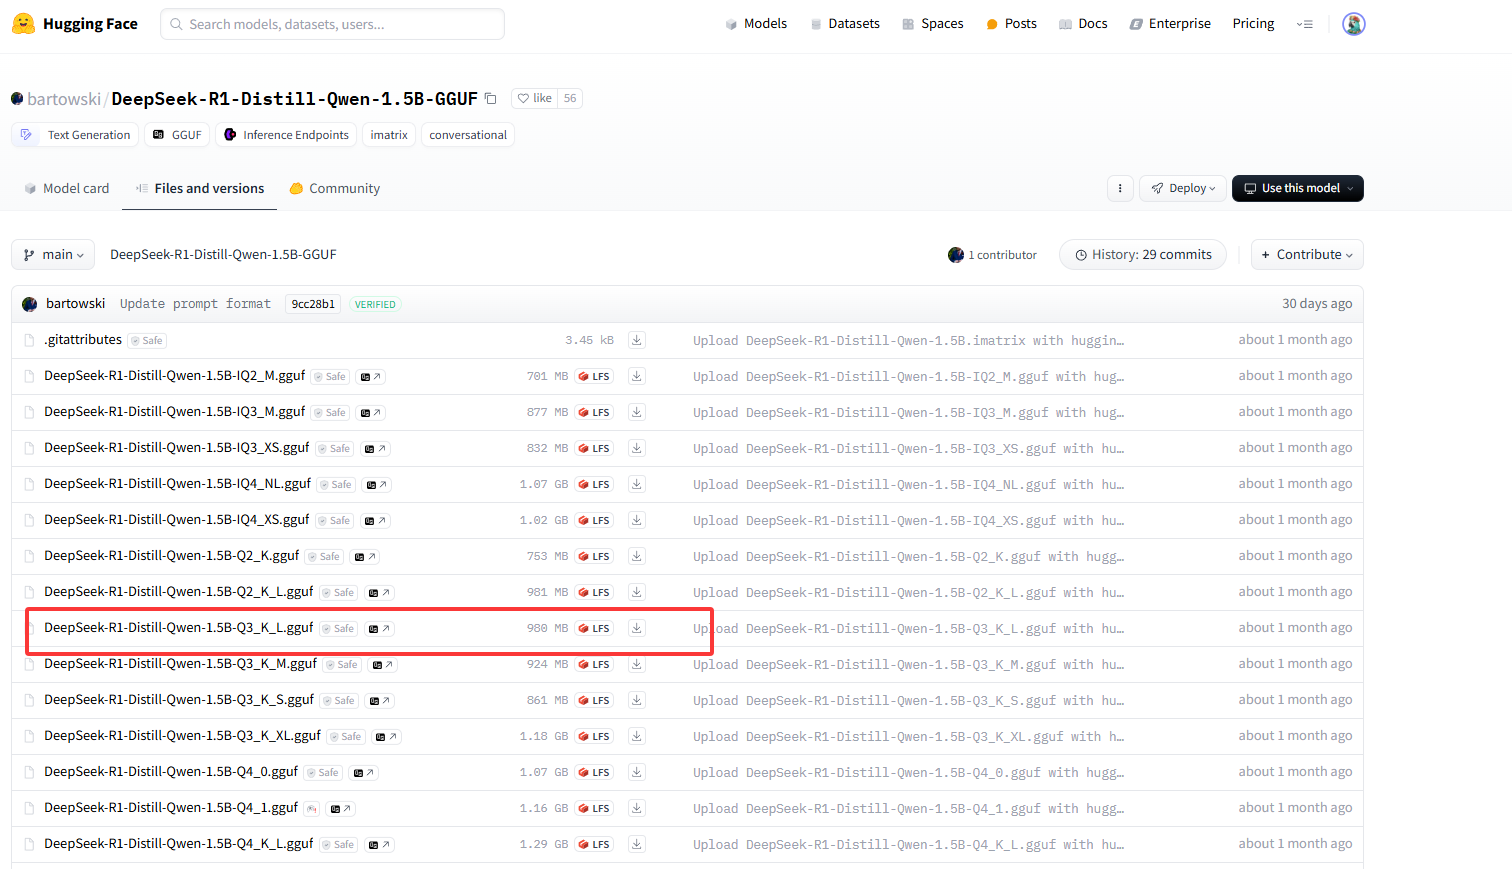 Hugging Face
Search models, datasets, users...
Models
Datasets
Spaces
Posts
Docs
Enterprise
Pricing
bartowski/DeepSeek-R1-Distill-Qwen-1.5B-GGUF
like 56
Text Generation
GGUF
Inference Endpoints
imatrix
conversational
Model card
Files and versions
Community
Deploy
Use this model
main
DeepSeek-R1-Distill-Qwen-1.5B-GGUF
1 contributor
History: 29 commits
+ Contribute
bartowski Update prompt format 9cc28b1 VERIFIED 30 days ago
.gitattributes Safe 3.45 kB Upload DeepSeek-R1-Distill-Qwen-1.5B.imatrix with huggin… about 1 month ago
DeepSeek-R1-Distill-Qwen-1.5B-IQ2_M.gguf Safe 701 MB LFS Upload DeepSeek-R1-Distill-Qwen-1.5B-IQ2_M.gguf with hug… about 1 month ago
DeepSeek-R1-Distill-Qwen-1.5B-IQ3_M.gguf Safe 877 MB LFS Upload DeepSeek-R1-Distill-Qwen-1.5B-IQ3_M.gguf with hug… about 1 month ago
DeepSeek-R1-Distill-Qwen-1.5B-IQ3_XS.gguf Safe 832 MB LFS Upload DeepSeek-R1-Distill-Qwen-1.5B-IQ3_XS.gguf with hu… about 1 month ago
DeepSeek-R1-Distill-Qwen-1.5B-IQ4_NL.gguf Safe 1.07 GB LFS Upload DeepSeek-R1-Distill-Qwen-1.5B-IQ4_NL.gguf with hu… about 1 month ago
DeepSeek-R1-Distill-Qwen-1.5B-IQ4_XS.gguf Safe 1.02 GB LFS Upload DeepSeek-R1-Distill-Qwen-1.5B-IQ4_XS.gguf with hu… about 1 month ago
DeepSeek-R1-Distill-Qwen-1.5B-Q2_K.gguf Safe 753 MB LFS Upload DeepSeek-R1-Distill-Qwen-1.5B-Q2_K.gguf with hugg… about 1 month ago
DeepSeek-R1-Distill-Qwen-1.5B-Q2_K_L.gguf Safe 981 MB LFS Upload DeepSeek-R1-Distill-Qwen-1.5B-Q2_K_L.gguf with hu… about 1 month ago
DeepSeek-R1-Distill-Qwen-1.5B-Q3_K_L.gguf Safe 980 MB LFS Upload DeepSeek-R1-Distill-Qwen-1.5B-Q3_K_L.gguf with hu… about 1 month ago
DeepSeek-R1-Distill-Qwen-1.5B-Q3_K_M.gguf Safe 924 MB LFS Upload DeepSeek-R1-Distill-Qwen-1.5B-Q3_K_M.gguf with hu… about 1 month ago
DeepSeek-R1-Distill-Qwen-1.5B-Q3_K_S.gguf Safe 861 MB LFS Upload DeepSeek-R1-Distill-Qwen-1.5B-Q3_K_S.gguf with hu… about 1 month ago
DeepSeek-R1-Distill-Qwen-1.5B-Q3_K_XL.gguf Safe 1.18 GB LFS Upload DeepSeek-R1-Distill-Qwen-1.5B-Q3_K_XL.gguf with h… about 1 month ago
DeepSeek-R1-Distill-Qwen-1.5B-Q4_0.gguf Safe 1.07 GB LFS Upload DeepSeek-R1-Distill-Qwen-1.5B-Q4_0.gguf with hugg… about 1 month ago
DeepSeek-R1-Distill-Qwen-1.5B-Q4_1.gguf 1.16 GB LFS Upload DeepSeek-R1-Distill-Qwen-1.5B-Q4_1.gguf with hugg… about 1 month ago
DeepSeek-R1-Distill-Qwen-1.5B-Q4_K_L.gguf Safe 1.29 GB LFS Upload DeepSeek-R1-Distill-Qwen-1.5B-Q4_K_L.gguf with hu… about 1 month ago